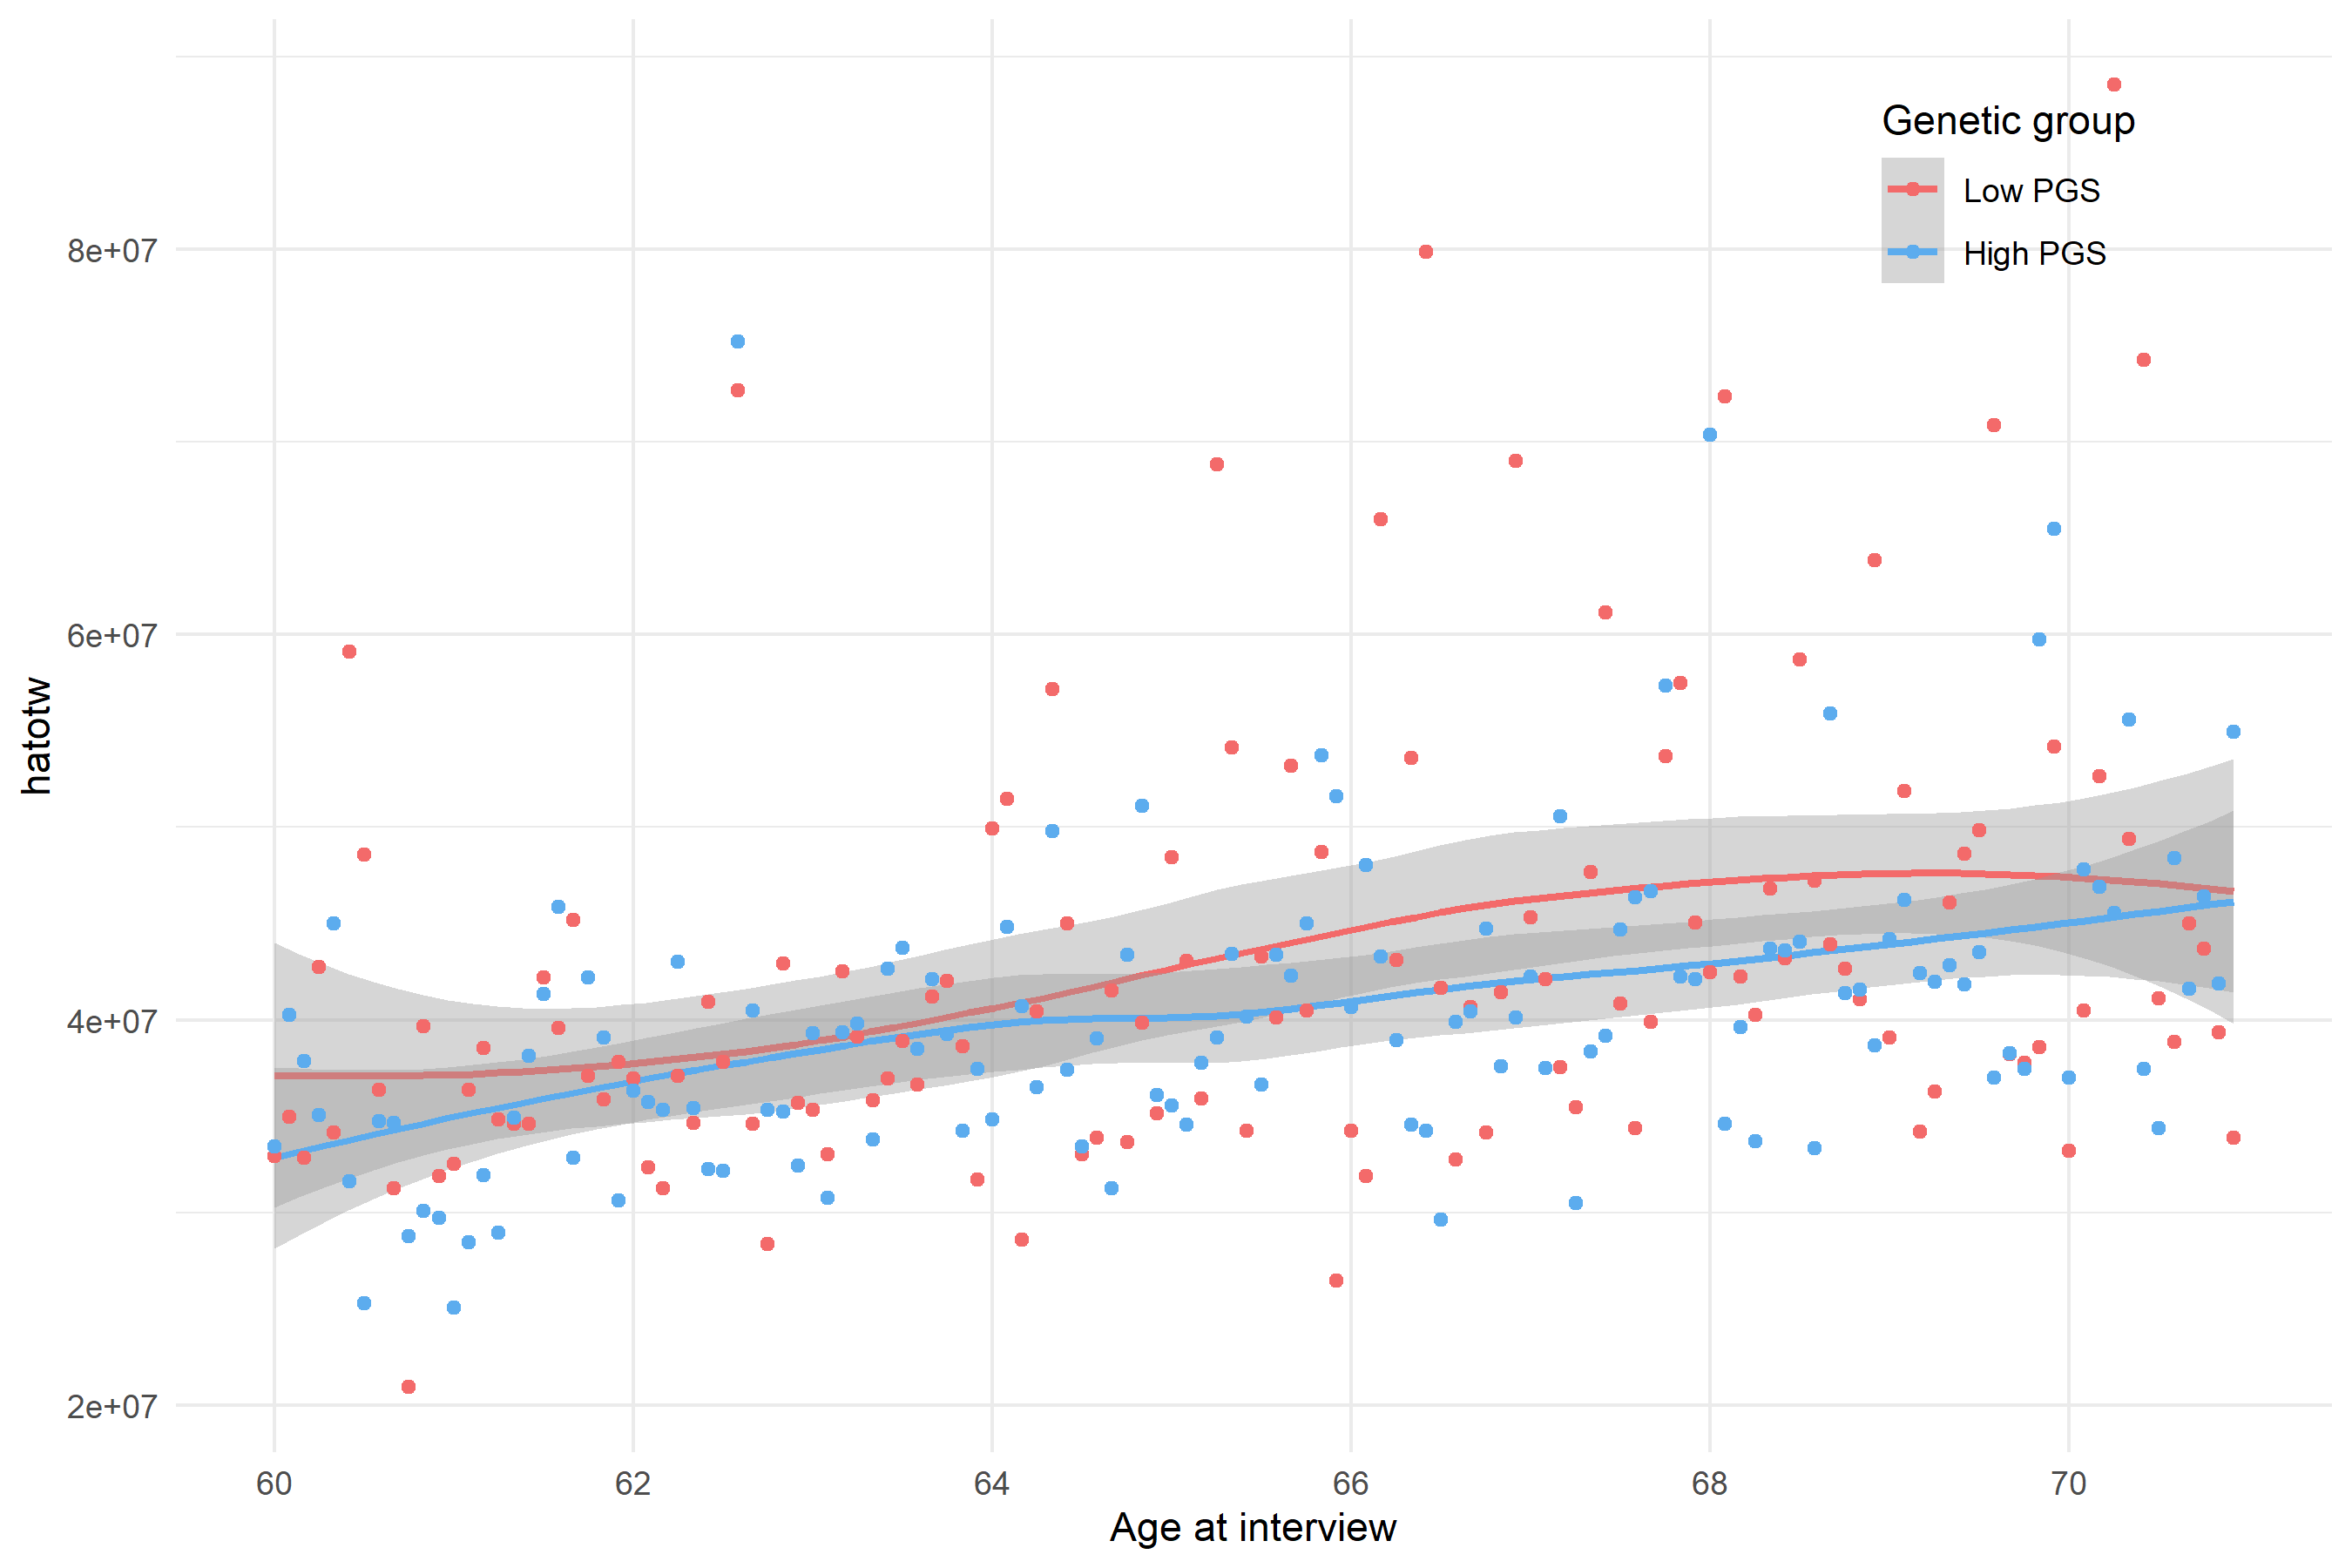 Genetic group
Low PGS
High PGS
8e+07
6e+07
4e+07
2e+07
hatotw
60 62 64 66 68 70
Age at interview